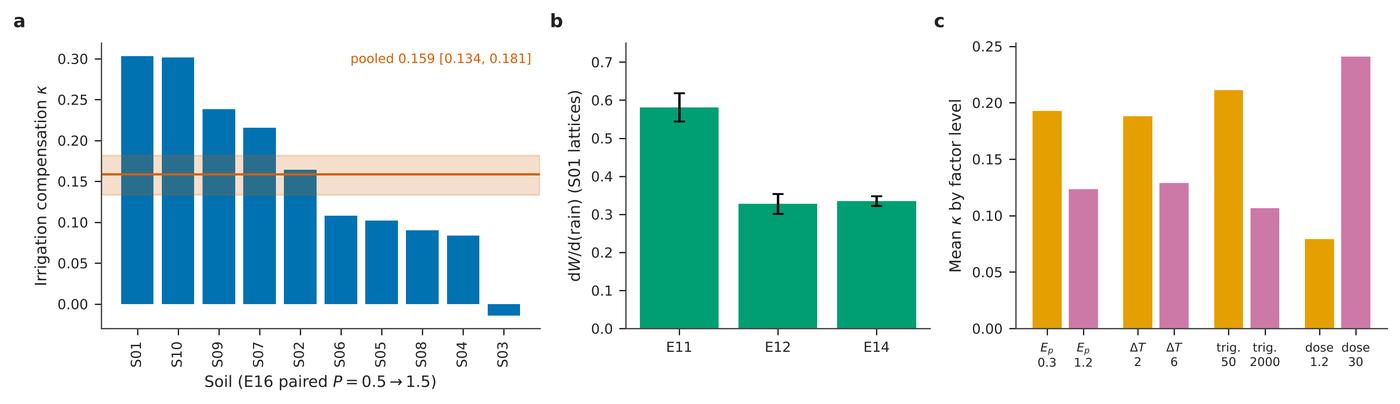 a
Irrigation compensation κ
0.30
0.25
0.20
0.15
0.10
0.05
0.00
pooled 0.159 [0.134, 0.181]
S01 S10 S09 S07 S02 S06 S05 S08 S04 S03
Soil (E16 paired P = 0.5 → 1.5)
b
dW/d(rain) (S01 lattices)
0.7
0.6
0.5
0.4
0.3
0.2
0.1
0.0
E11 E12 E14
c
Mean κ by factor level
0.25
0.20
0.15
0.10
0.05
0.00
Ep Ep ΔT ΔT trig. trig. dose dose
0.3 1.2 2 6 50 2000 1.2 30